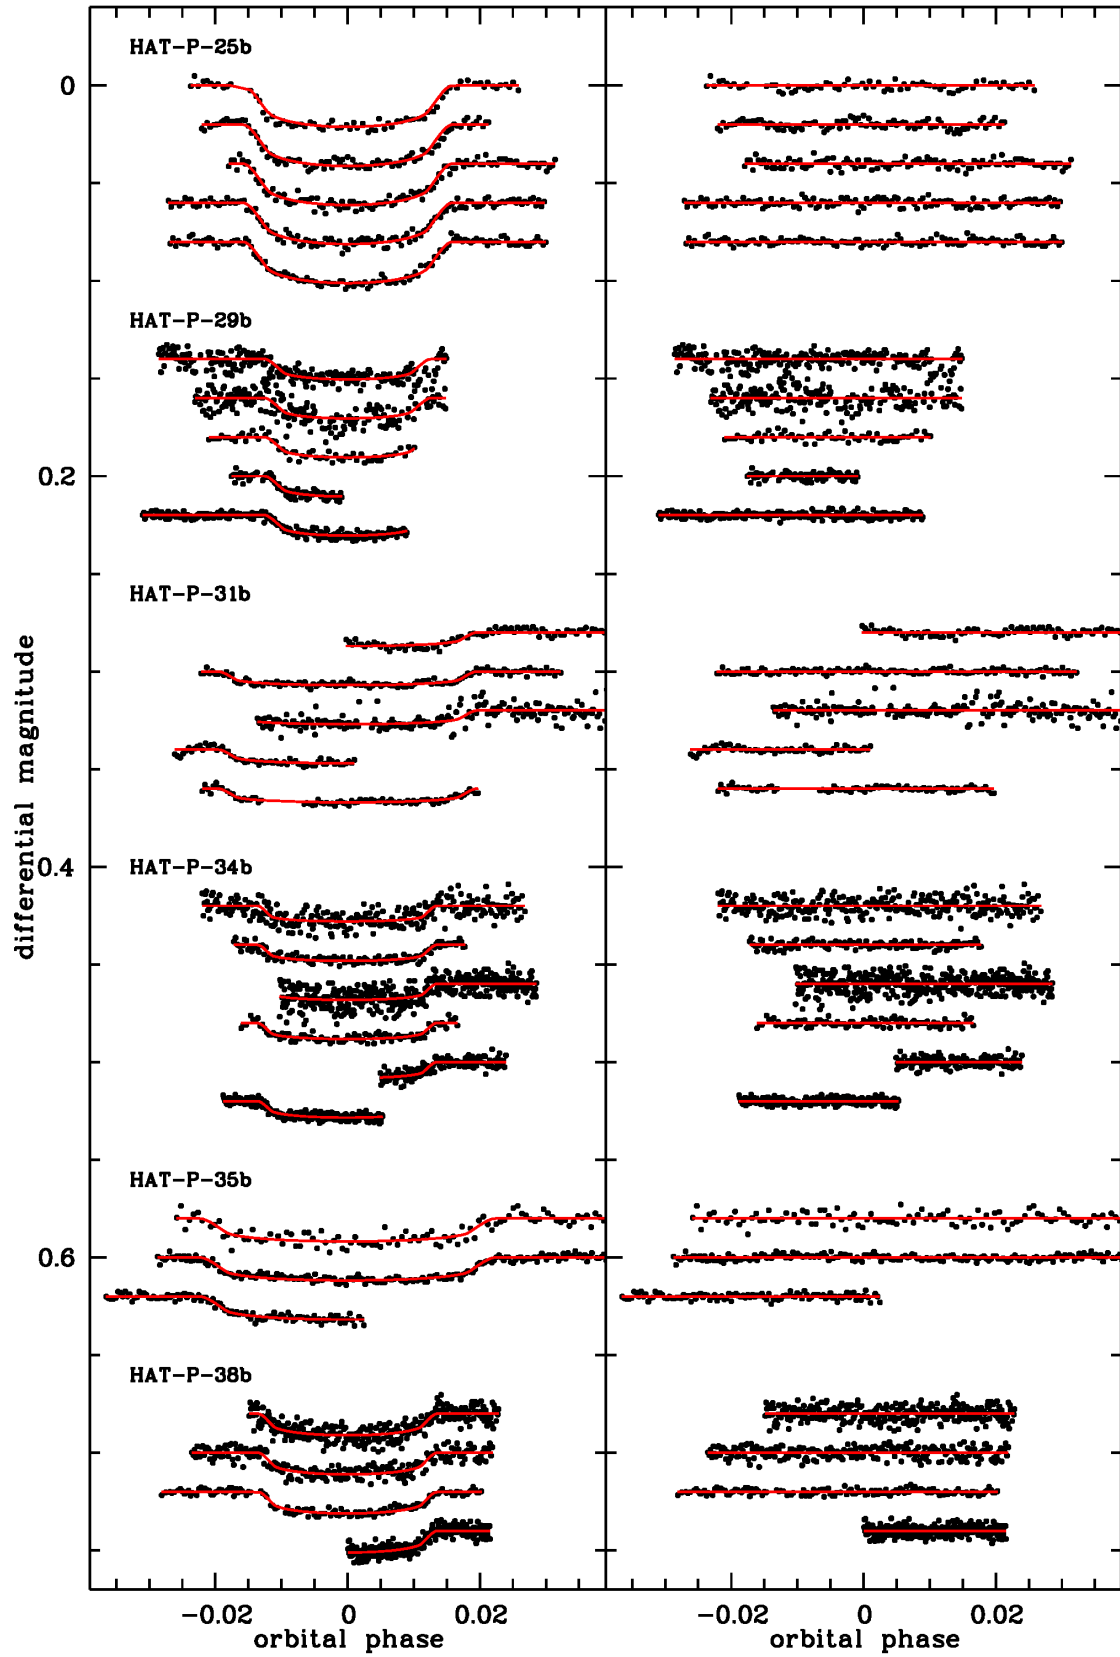 HAT-P-25b
0
HAT-P-29b
0.2
HAT-P-31b
differential magnitude
HAT-P-34b
0.4
HAT-P-35b
0.6
HAT-P-38b
-0.02 0 0.02 -0.02 0 0.02
orbital phase orbital phase